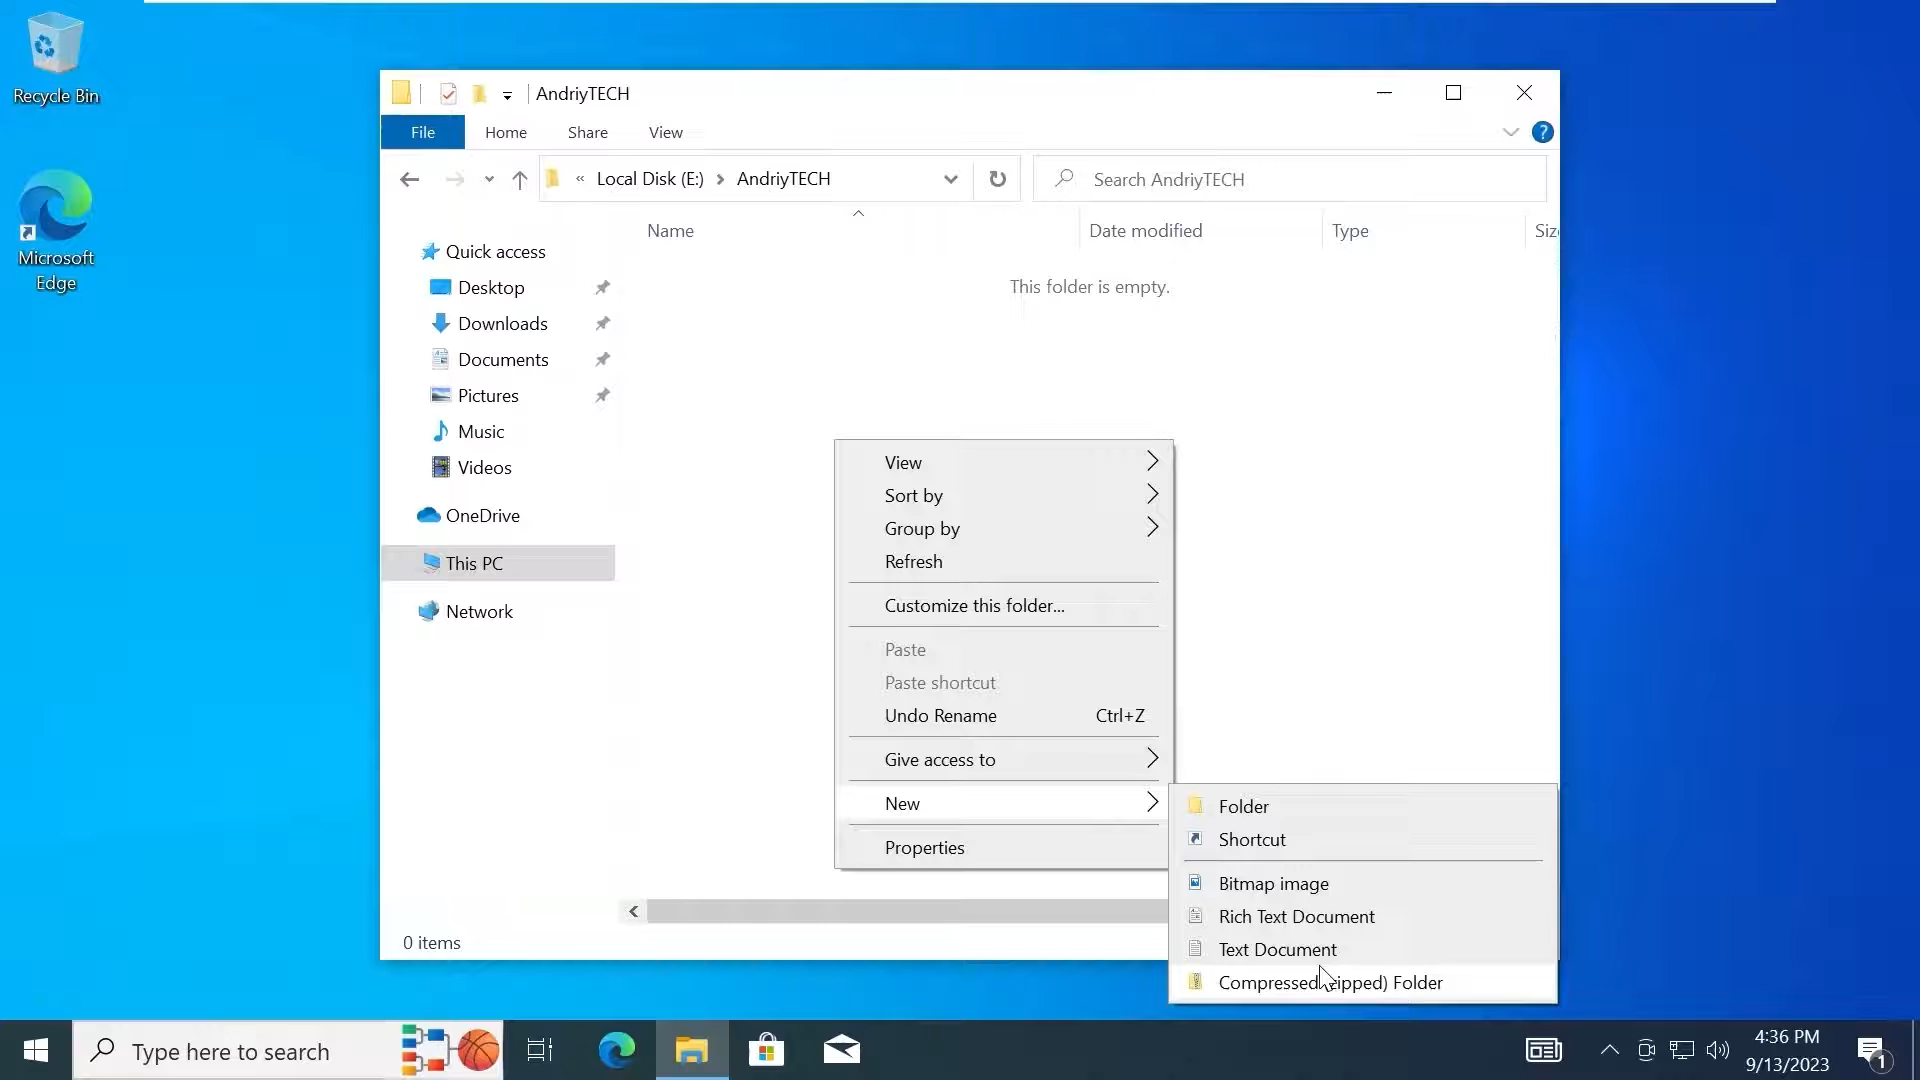 Recycle Bin
Microsoft
Edge
AndriyTECH
File Home Share View ?
« Local Disk (E:) > AndriyTECH
Search AndriyTECH
Name Date modified Type Siz
This folder is empty.
Quick access
Desktop
Downloads
Documents
Pictures
Music
Videos
OneDrive
This PC
Network
View
Sort by
Group by
Refresh
Customize this folder...
Paste
Paste shortcut
Undo Rename Ctrl+Z
Give access to
New
Properties
Folder
Shortcut
Bitmap image
Rich Text Document
Text Document
Compressed zipped) Folder
0 items
Type here to search
4:36 PM
9/13/2023
1